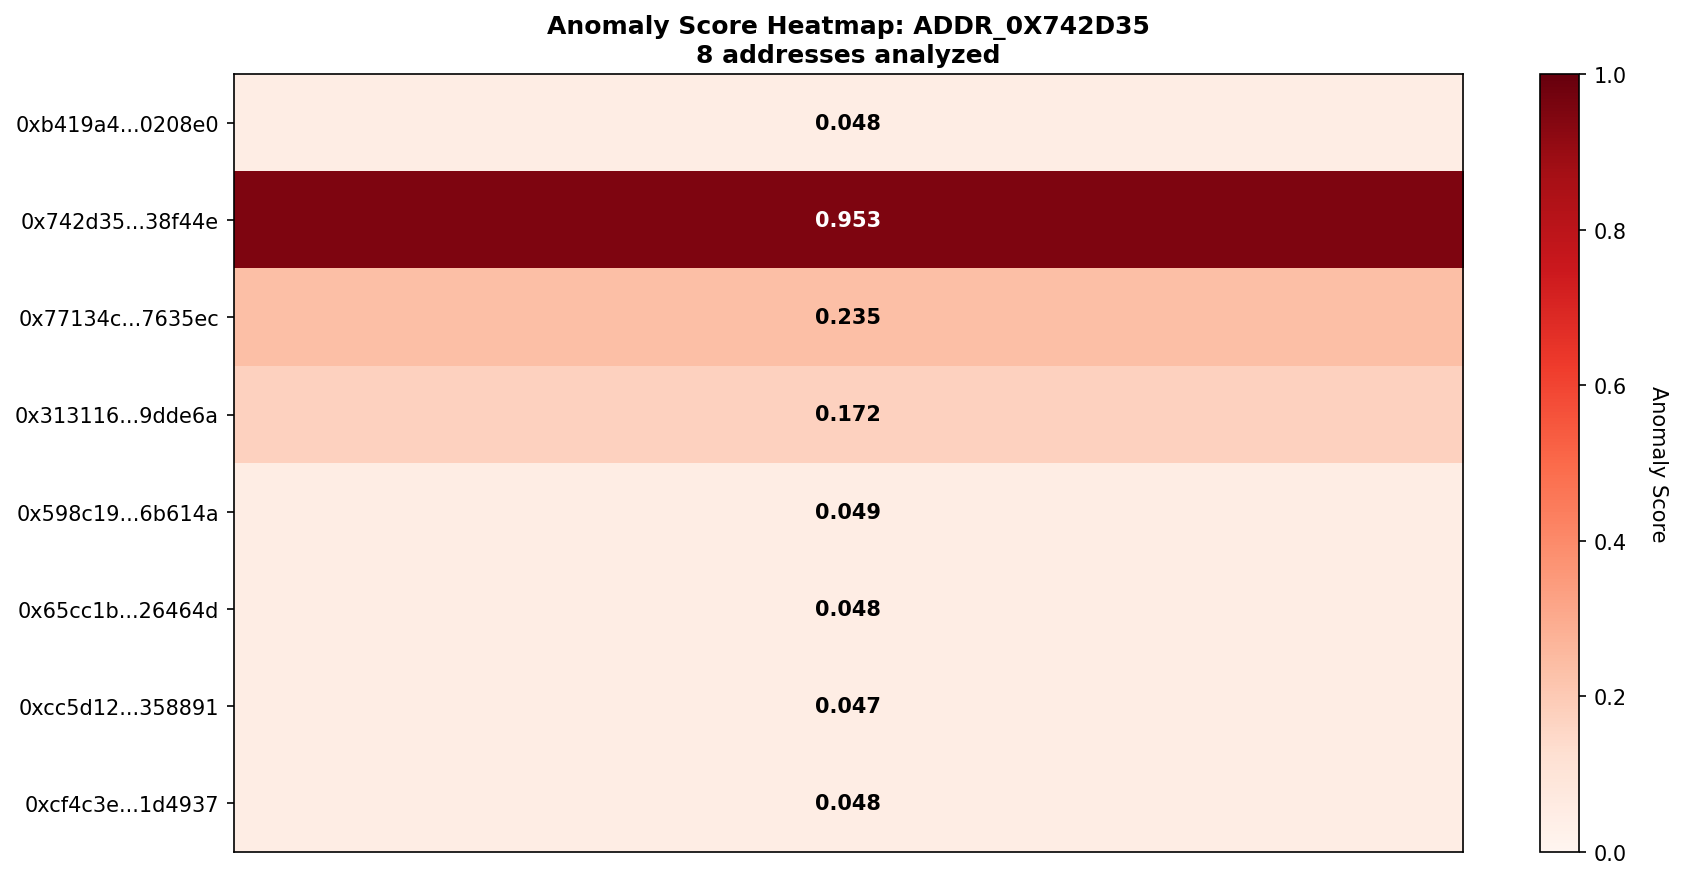 Anomaly Score Heatmap: ADDR_0X742D35
8 addresses analyzed
0xb419a4...0208e0
0.048
0x742d35...38f44e
0.953
0x77134c...7635ec
0.235
0x313116...9dde6a
0.172
0x598c19...6b614a
0.049
0x65cc1b...26464d
0.048
0xcc5d12...358891
0.047
0xcf4c3e...1d4937
0.048
1.0
0.8
0.6
0.4
0.2
0.0
Anomaly Score